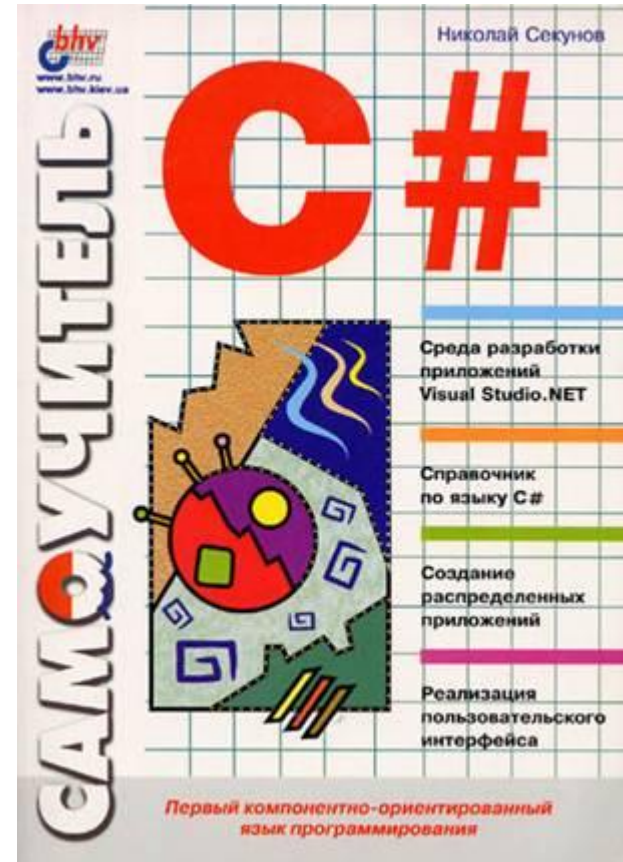 bhv
www.bhv.ru
www.bhv.kiev.ua
Николай Секунов
C#
САМОУЧИТЕЛЬ
Среда разработки
приложений
Visual Studio.NET
Справочник
по языку C#
Создание
распределенных
приложений
Реализация
пользовательского
интерфейса
Первый компонентно-ориентированный
язык программирования